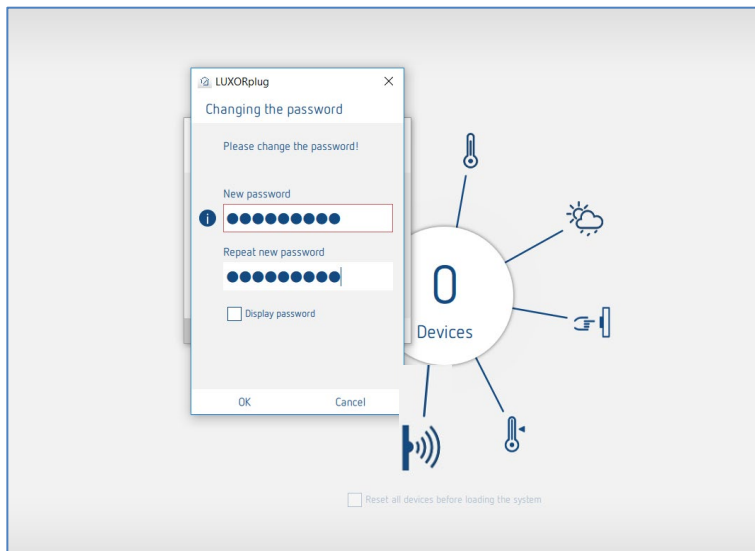 LUXORplug
Changing the password
Please change the password!
New password
●●●●●●●●●
Repeat new password
●●●●●●●●●
Display password
OK Cancel
0
Devices
Reset all devices before loading the system